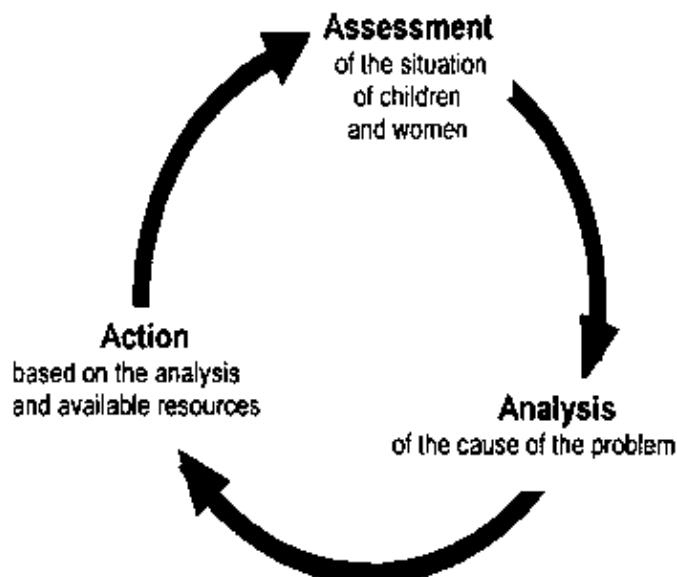 Assessment
of the situation
of children
and women
Action
based on the analysis
and available resources
Analysis
of the cause of the problem